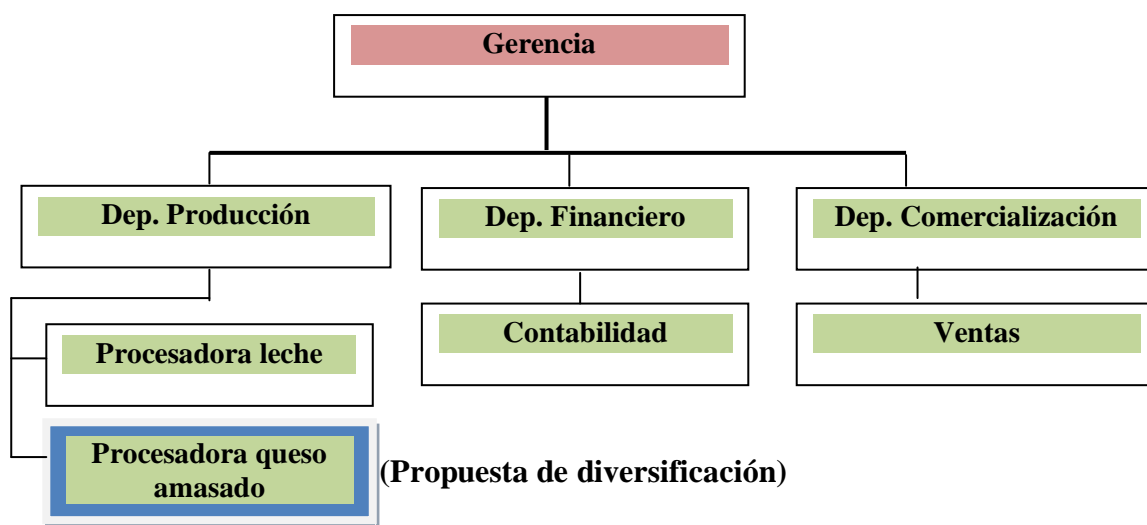 Gerencia
Dep. Producción
Dep. Financiero
Dep. Comercialización
Procesadora leche
Contabilidad
Ventas
Procesadora queso
amasado
(Propuesta de diversificación)